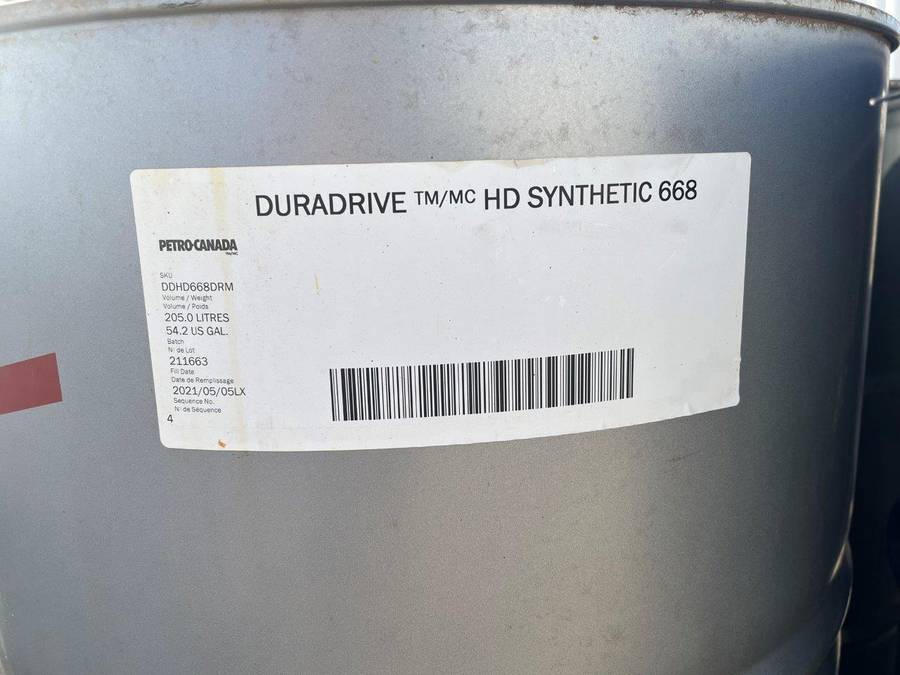 DURADRIVE ™/MC HD SYNTHETIC 668
PETRO-CANADA
TM/MC
SKU
DDHD668DRM
Volume / Weight
Volume / Poids
205.0 LITRES
54.2 US GAL.
Batch
N° de Lot
211663
Fill Date
Date de Remplissage
2021/05/05LX
Sequence No.
N° de Séquence
4